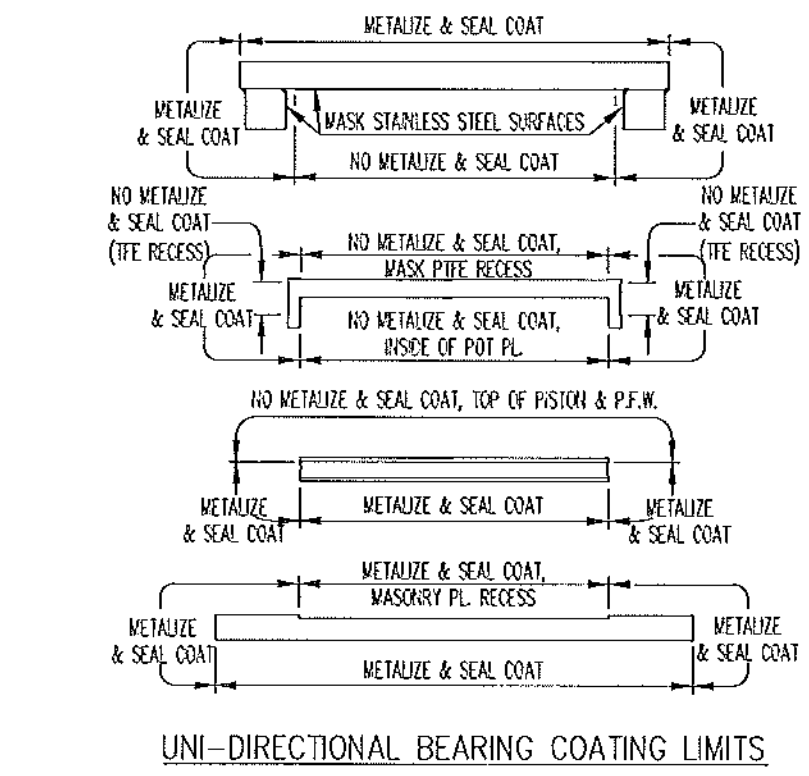 METALIZE & SEAL COAT
METALIZE
& SEAL COAT
METALIZE
& SEAL COAT
1
1
MASK STAINLESS STEEL SURFACES
NO METALIZE & SEAL COAT
NO METALIZE
& SEAL COAT
(TFE RECESS)
NO METALIZE
& SEAL COAT
(TFE RECESS)
NO METALIZE & SEAL COAT,
MASK PTFE RECESS
METALIZE
& SEAL COAT
METALIZE
& SEAL COAT
NO METALIZE & SEAL COAT,
INSIDE OF POT PL.
NO METALIZE & SEAL COAT, TOP OF PISTON & P.F.W.
METALIZE
& SEAL COAT
METALIZE & SEAL COAT
METALIZE
& SEAL COAT
METALIZE & SEAL COAT,
MASONRY PL. RECESS
METALIZE
& SEAL COAT
METALIZE
& SEAL COAT
METALIZE & SEAL COAT
UNI-DIRECTIONAL BEARING COATING LIMITS